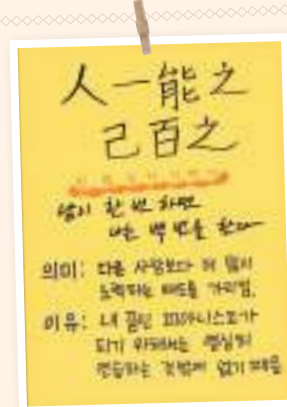 人一能之
己百之
남이 한 번 하면
나는 백 번을 한다
의미: 다른 사람보다 더 많이
노력하는 태도를 가리킴.
이유: 내 꿈인 피아니스트가
되기 위해서는 열심히
연습하는 것밖에 없기 때문